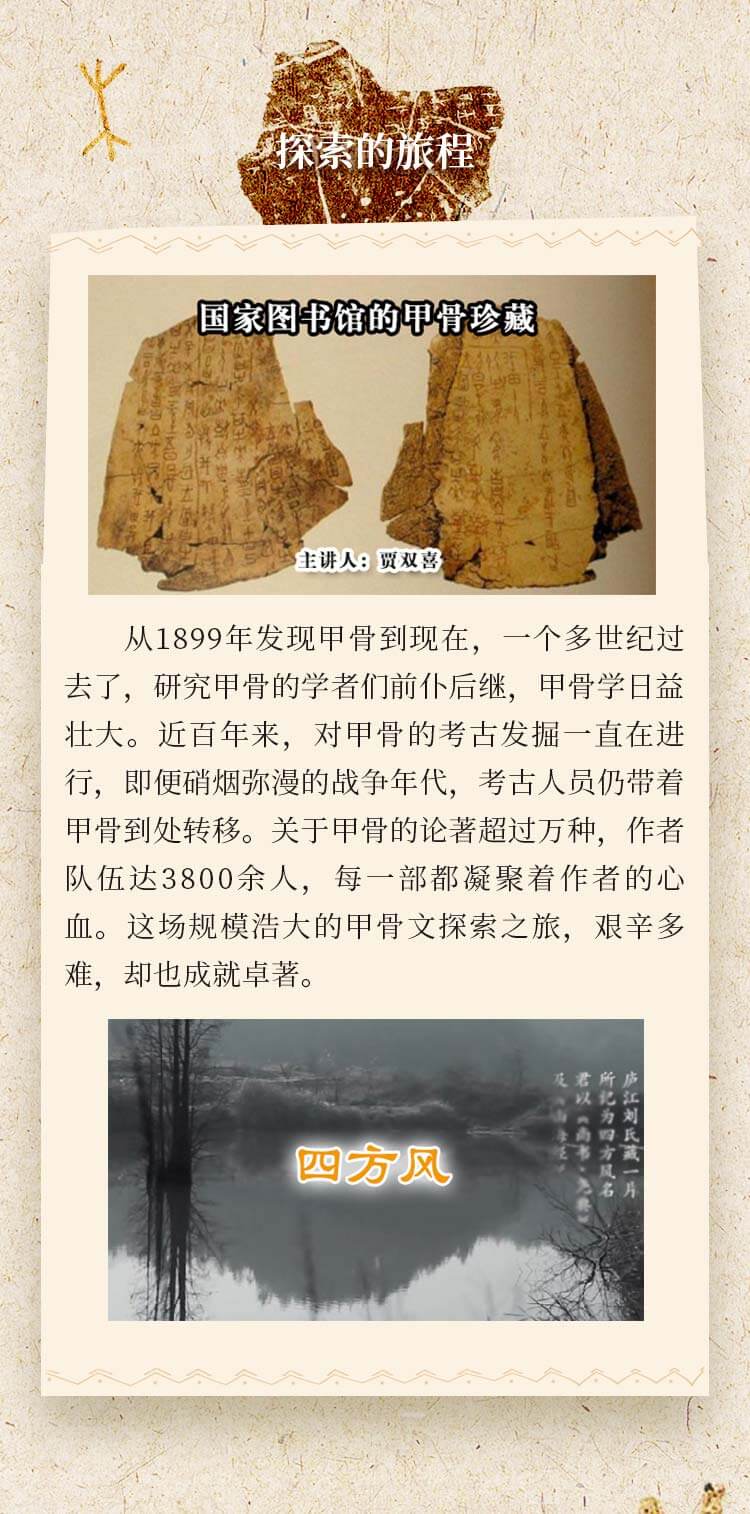 探索的旅程
国家图书馆的甲骨珍藏
主讲人：贾双喜
从1899年发现甲骨到现在，一个多世纪过
去了，研究甲骨的学者们前仆后继，甲骨学日益
壮大。近百年来，对甲骨的考古发掘一直在进
行，即便硝烟弥漫的战争年代，考古人员仍带着
甲骨到处转移。关于甲骨的论著超过万种，作者
队伍达3800余人，每一部都凝聚着作者的心
血。这场规模浩大的甲骨文探索之旅，艰辛多
难，却也成就卓著。
四方风
庐江刘氏藏一片
所纪为四方风名
君以《尚书·尧典》
及